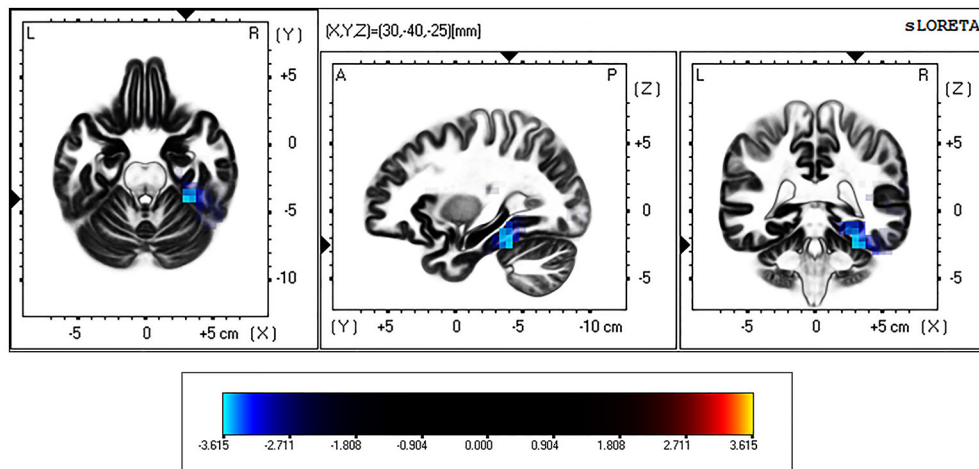 L R (Y)
+5
0
-5
-10
-5 0 +5 cm (X)
(X,Y,Z)=(30,-40,-25)[mm]
A P (Z)
+5
0
-5
(Y) +5 0 -5 -10 cm
sLORETA
L R (Z)
+5
0
-5
-5 0 +5 cm (X)
-3.615 -2.711 -1.808 -0.904 0.000 0.904 1.808 2.711 3.615